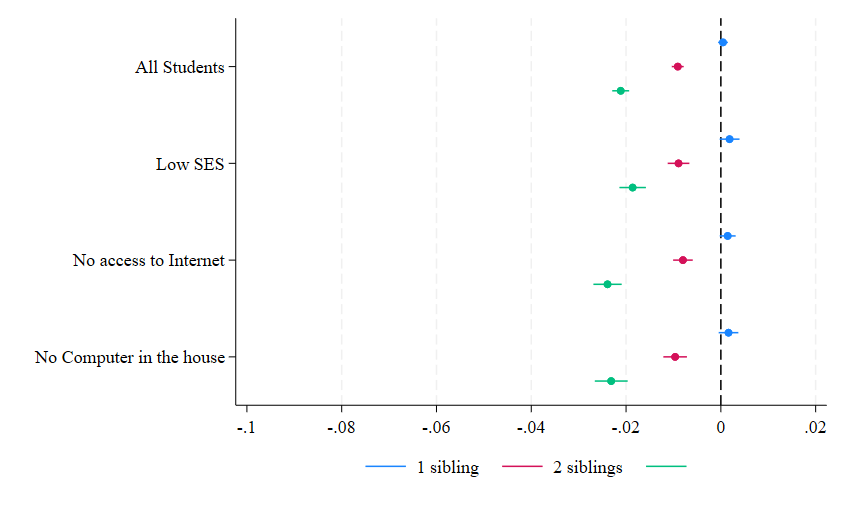 All Students
Low SES
No access to Internet
No Computer in the house
-.1 -.08 -.06 -.04 -.02 0 .02
1 sibling 2 siblings